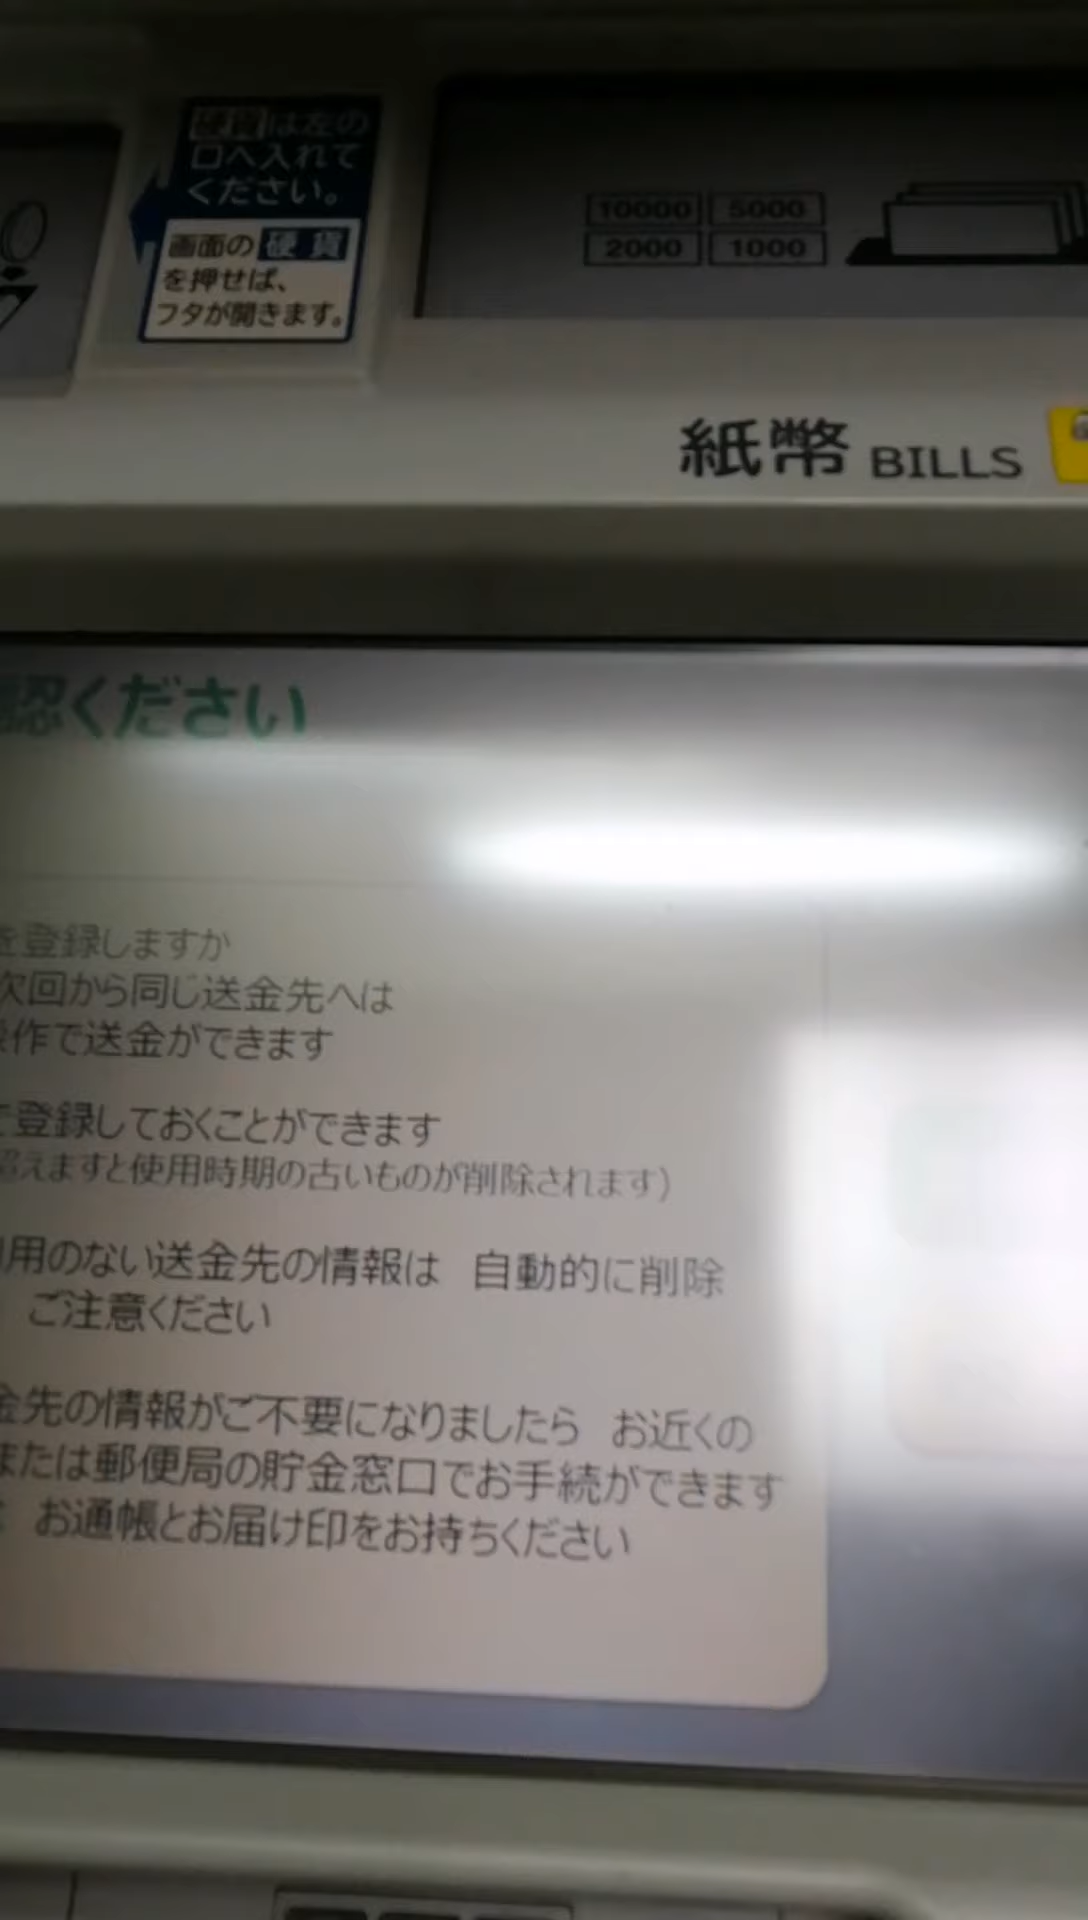 硬貨は左の
口へ入れて
ください。
画面の 硬貨
を押せば、
フタが開きます。
10000 5000
2000 1000
紙幣 BILLS
認ください
を登録しますか
次回から同じ送金先へは
操作で送金ができます
登録しておくことができます
超えますと使用時期の古いものが削除されます)
用のない送金先の情報は 自動的に削除
ご注意ください
金先の情報がご不要になりましたら お近くの
または郵便局の貯金窓口でお手続ができます
お通帳とお届け印をお持ちください